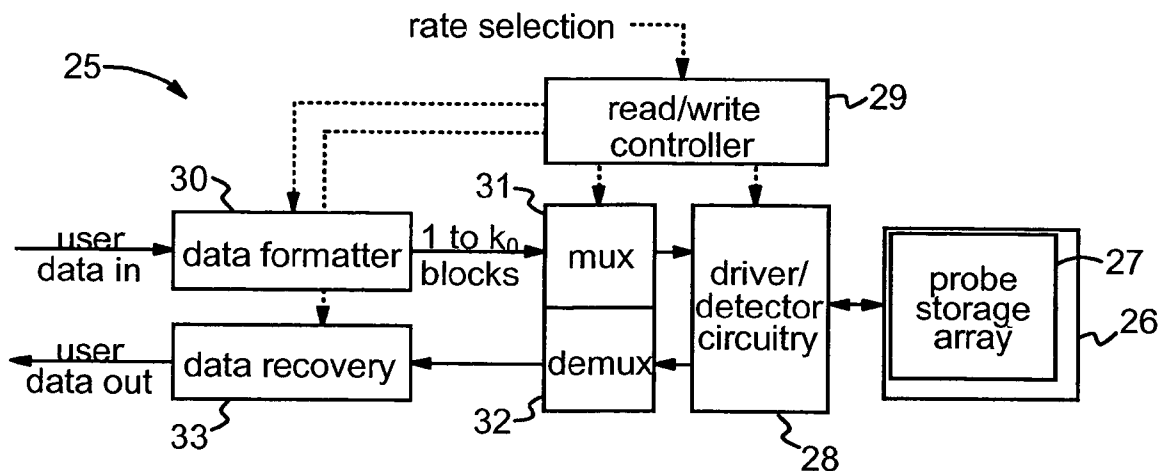 rate selection
25
read/write
controller
29
30
31
user
data in
data formatter
1 to k₀
blocks
mux
driver/
detector
circuitry
probe
storage
array
27
26
user
data out
data recovery
demux
33
32
28